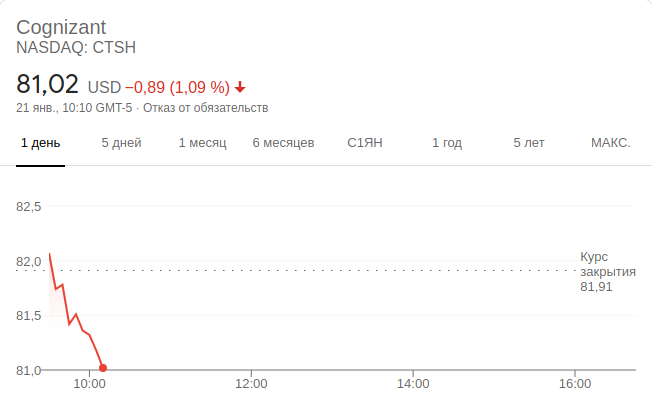 Cognizant
NASDAQ: CTSH
81,02 USD −0,89 (1,09 %)
21 янв., 10:10 GMT-5 · Отказ от обязательств
1 день 5 дней 1 месяц 6 месяцев С1ЯН 1 год 5 лет МАКС.
82,5
82,0
Курс
закрытия
81,91
81,5
81,0
10:00 12:00 14:00 16:00